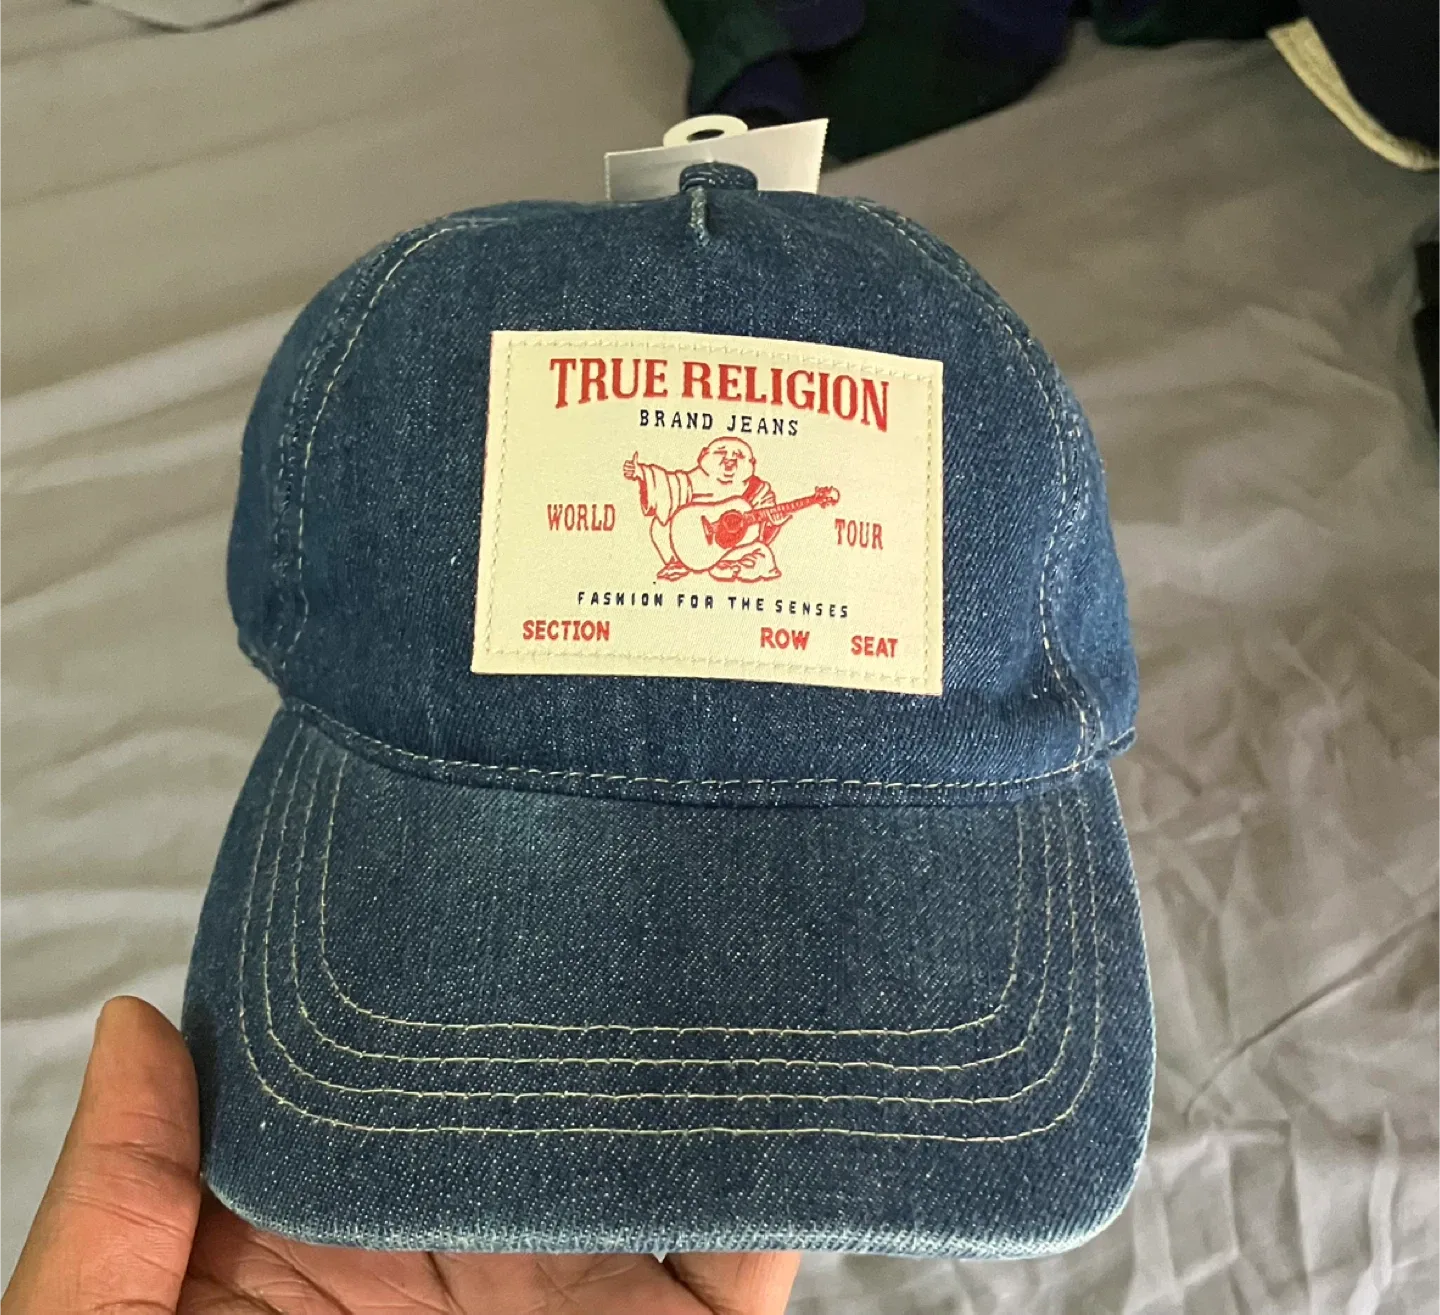 TRUE RELIGION
BRAND JEANS
WORLD TOUR
FASHION FOR THE SENSES
SECTION ROW SEAT